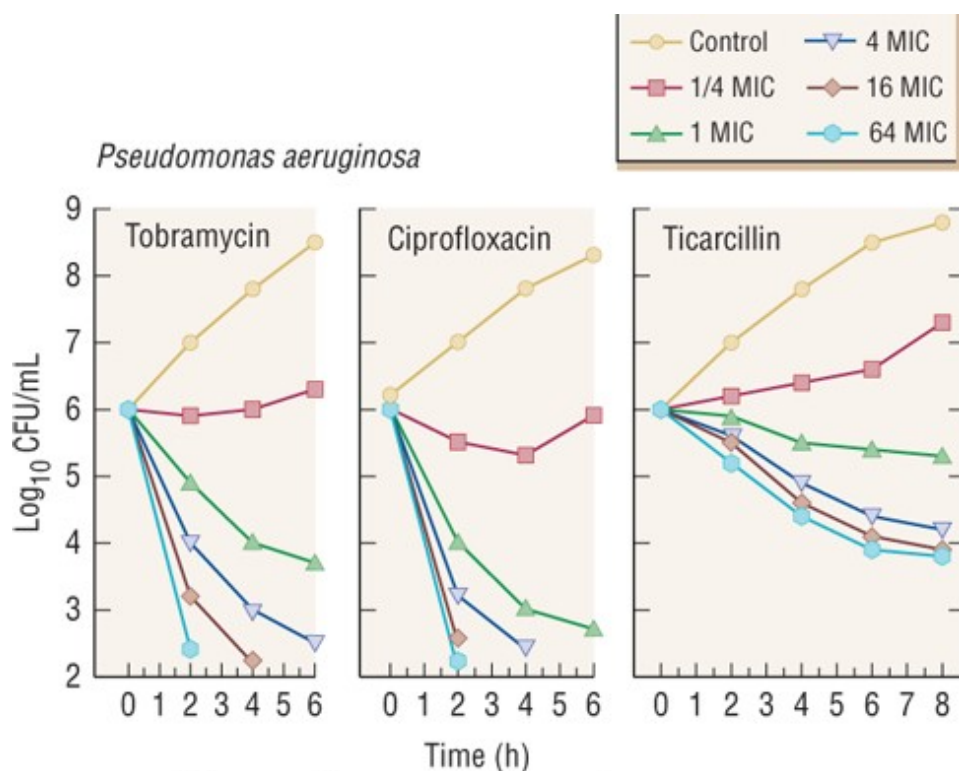 Control
4 MIC
1/4 MIC
16 MIC
1 MIC
64 MIC
Pseudomonas aeruginosa
Tobramycin
Ciprofloxacin
Ticarcillin
9
8
7
6
5
4
3
2
Log10 CFU/mL
0 1 2 3 4 5 6
0 1 2 3 4 5 6
0 1 2 3 4 5 6 7 8
Time (h)